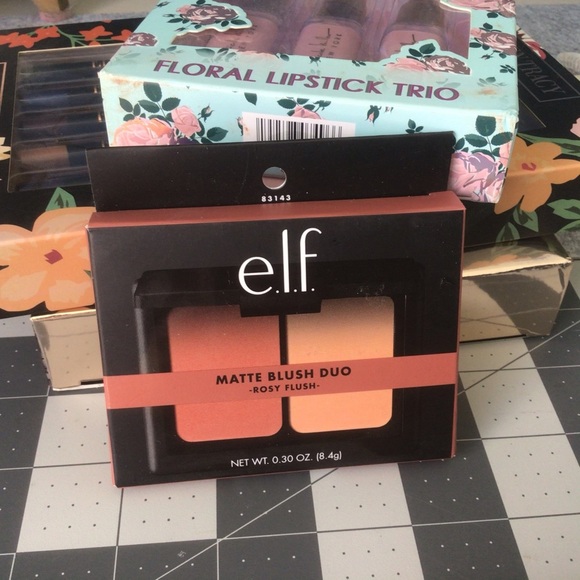 FLORAL LIPSTICK TRIO
83143
e.l.f.
MATTE BLUSH DUO
-ROSY FLUSH-
NET WT. 0.30 OZ. (8.4g)